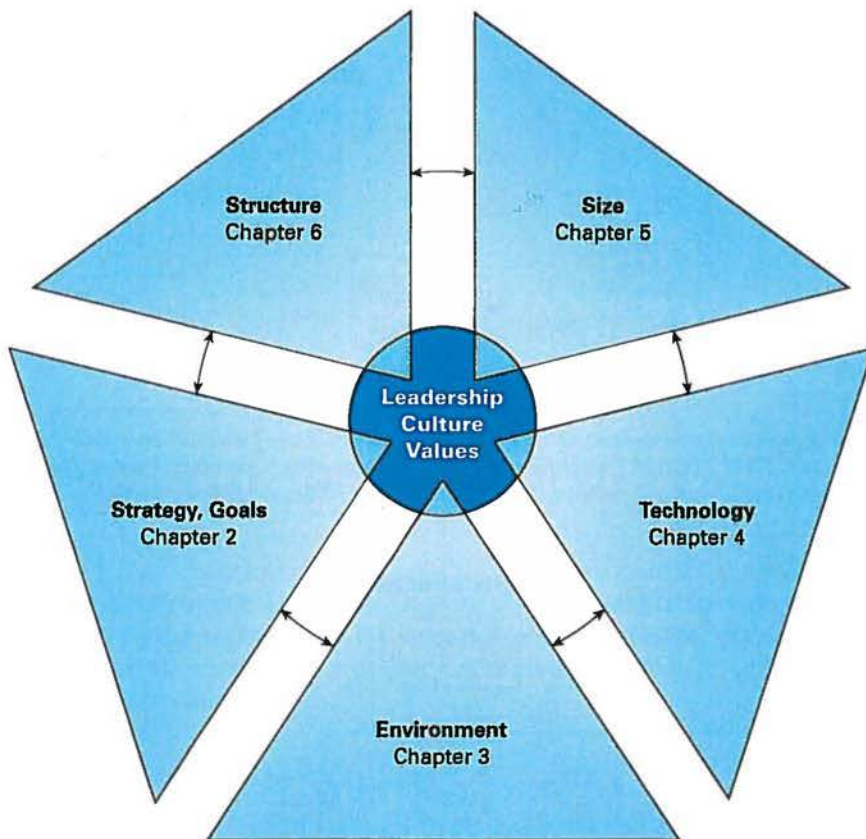 Structure
Chapter 6
Size
Chapter 5
Leadership
Culture
Values
Strategy, Goals
Chapter 2
Technology
Chapter 4
Environment
Chapter 3